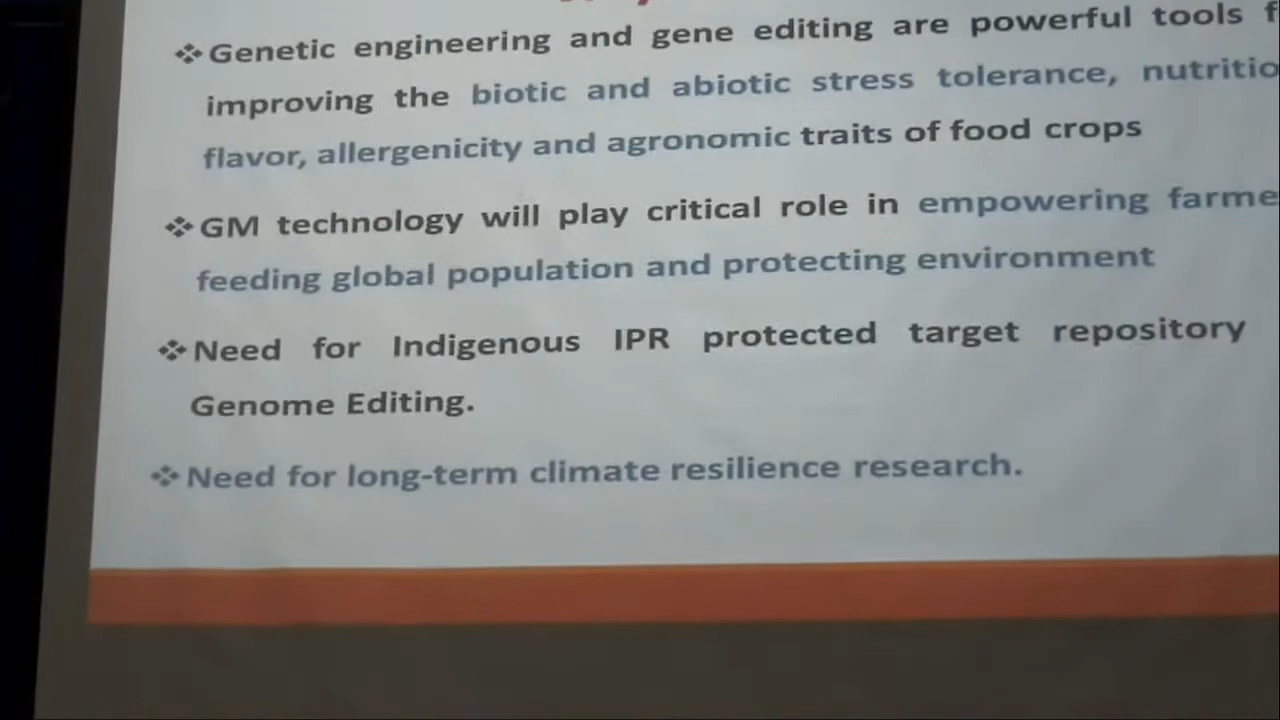 ❖Genetic engineering and gene editing are powerful tools
improving the biotic and abiotic stress tolerance,
flavor, allergenicity and agronomic traits of food crops
❖GM technology will play critical role in empowering
feeding global population and protecting environment
❖Need for Indigenous IPR protected target repository
Genome Editing.
❖Need for long-term climate resilience research.